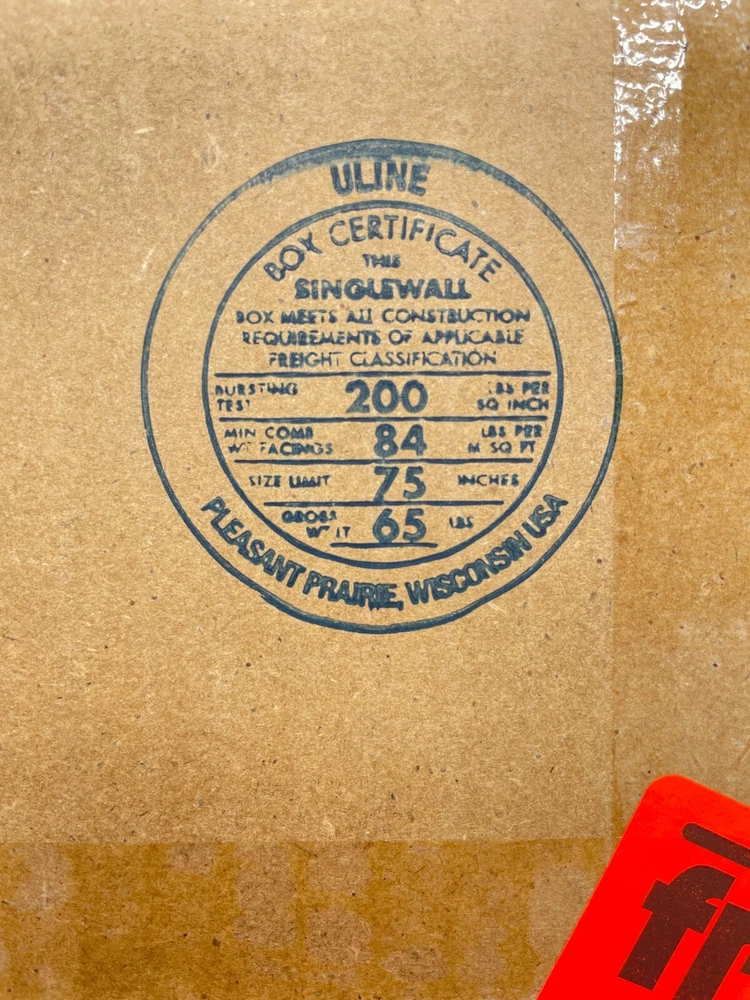 ULINE
BOX CERTIFICATE
THIS
SINGLEWALL
BOX MEETS ALL CONSTRUCTION
REQUIREMENTS OF APPLICABLE
FREIGHT CLASSIFICATION
BURSTING TEST 200 LBS PER SQ INCH
MIN COMB WT FACINGS 84 LBS PER M SQ FT
SIZE LIMIT 75 INCHES
GROSS WT LT 65 LBS
PLEASANT PRAIRIE, WISCONSIN USA